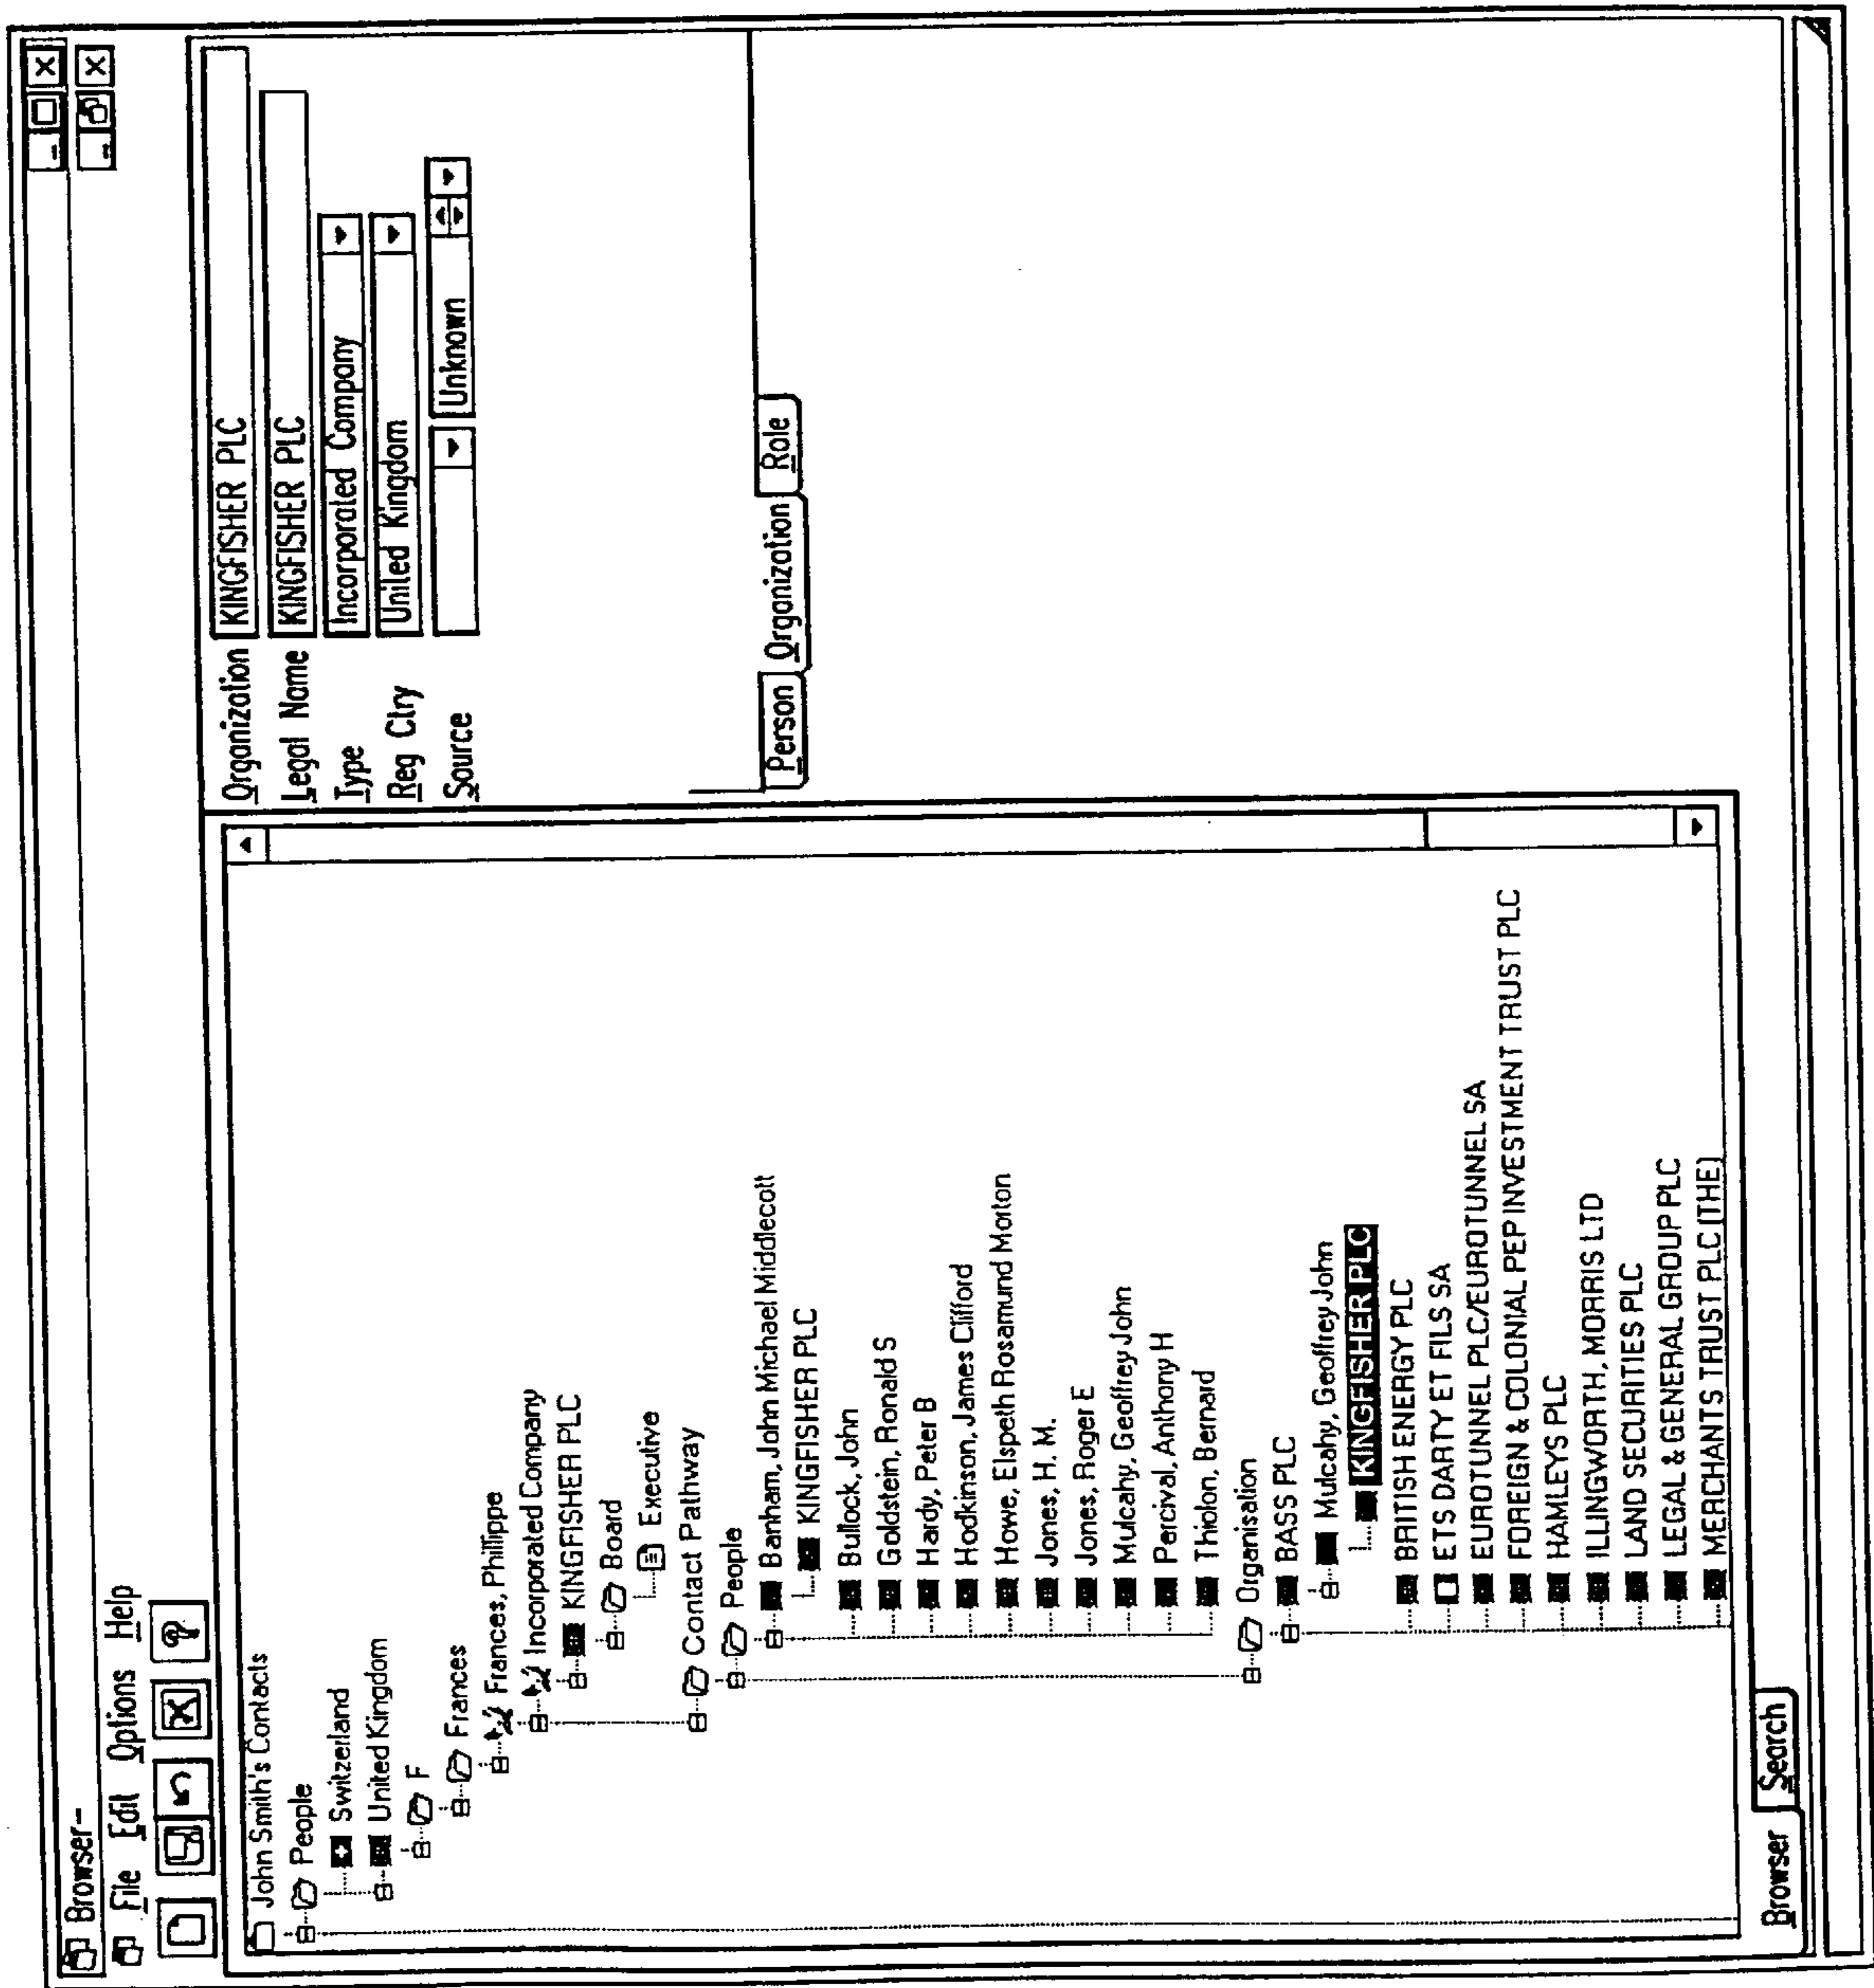 Browser-
File Edit Options Help
John Smith's Contacts
People
Switzerland
United Kingdom
F
Frances
Frances, Phillippe
Incorporated Company
KINGFISHER PLC
Board
Executive
Contact Pathway
People
Banham, John Michael Middlecott
KINGFISHER PLC
Bullock, John
Goldstein, Ronald S
Hardy, Peter B
Hodkinson, James Clifford
Howe, Elspeth Rosamund Morton
Jones, H. M.
Jones, Roger E
Mulcahy, Geoffrey John
Percival, Anthony H
Thiolon, Bernard
Organisation
BASS PLC
Mulcahy, Geoffrey John
KINGFISHER PLC
BRITISH ENERGY PLC
ETS DARTY ET FILS SA
EUROTUNNEL PLC/EUROTUNNEL SA
FOREIGN & COLONIAL PEP INVESTMENT TRUST PLC
HAMLEYS PLC
ILLINGWORTH, MORRIS LTD
LAND SECURITIES PLC
LEGAL & GENERAL GROUP PLC
MERCHANTS TRUST PLC (THE)
Browser Search
Organization KINGFISHER PLC
Legal Name KINGFISHER PLC
Type Incorporated Company
Reg Ctry United Kingdom
Source Unknown
Person Organization Role